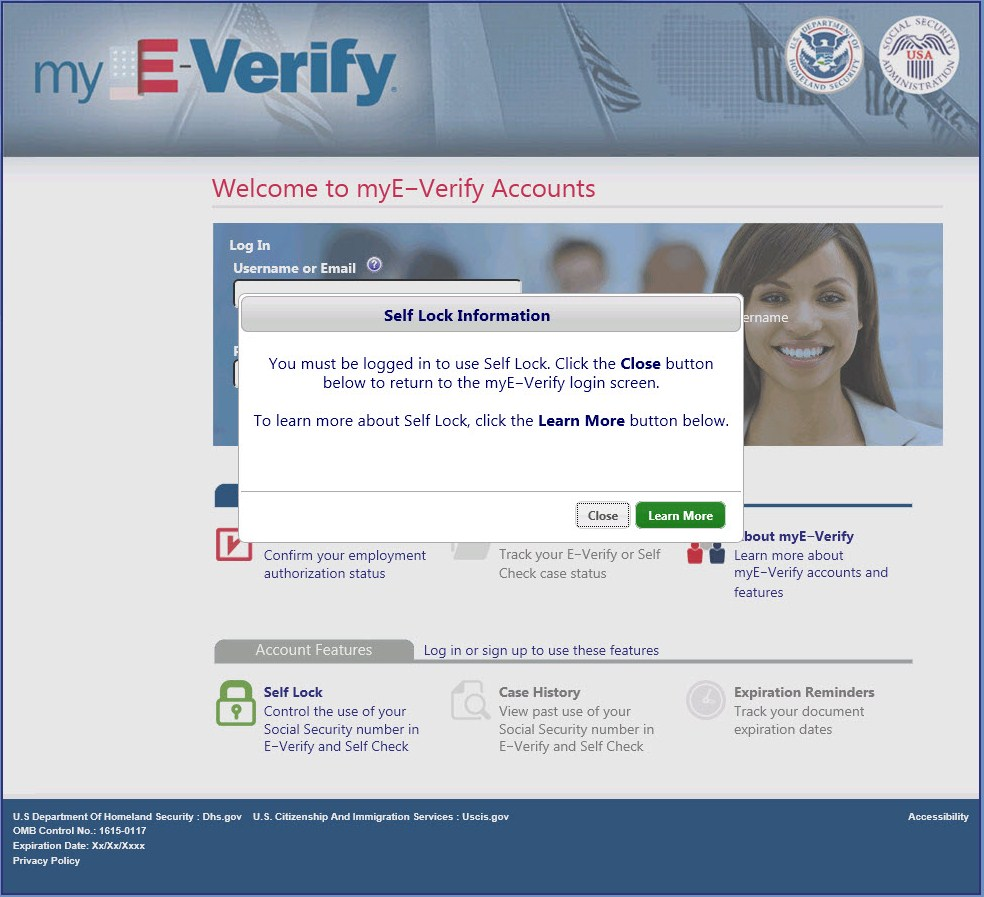 my E-Verify.
U.S. DEPARTMENT OF HOMELAND SECURITY
SOCIAL SECURITY ADMINISTRATION
USA
Welcome to myE-Verify Accounts
Log In
Username or Email ?
ername
Self Lock Information
You must be logged in to use Self Lock. Click the Close button
below to return to the myE-Verify login screen.
To learn more about Self Lock, click the Learn More button below.
Close Learn More
Confirm your employment
authorization status
Track your E-Verify or Self
Check case status
bout myE-Verify
Learn more about
myE-Verify accounts and
features
Account Features Log in or sign up to use these features
Self Lock
Control the use of your
Social Security number in
E-Verify and Self Check
Case History
View past use of your
Social Security number in
E-Verify and Self Check
Expiration Reminders
Track your document
expiration dates
U.S Department Of Homeland Security : Dhs.gov U.S. Citizenship And Immigration Services : Uscis.gov Accessibility
OMB Control No.: 1615-0117
Expiration Date: Xx/Xx/Xxxx
Privacy Policy